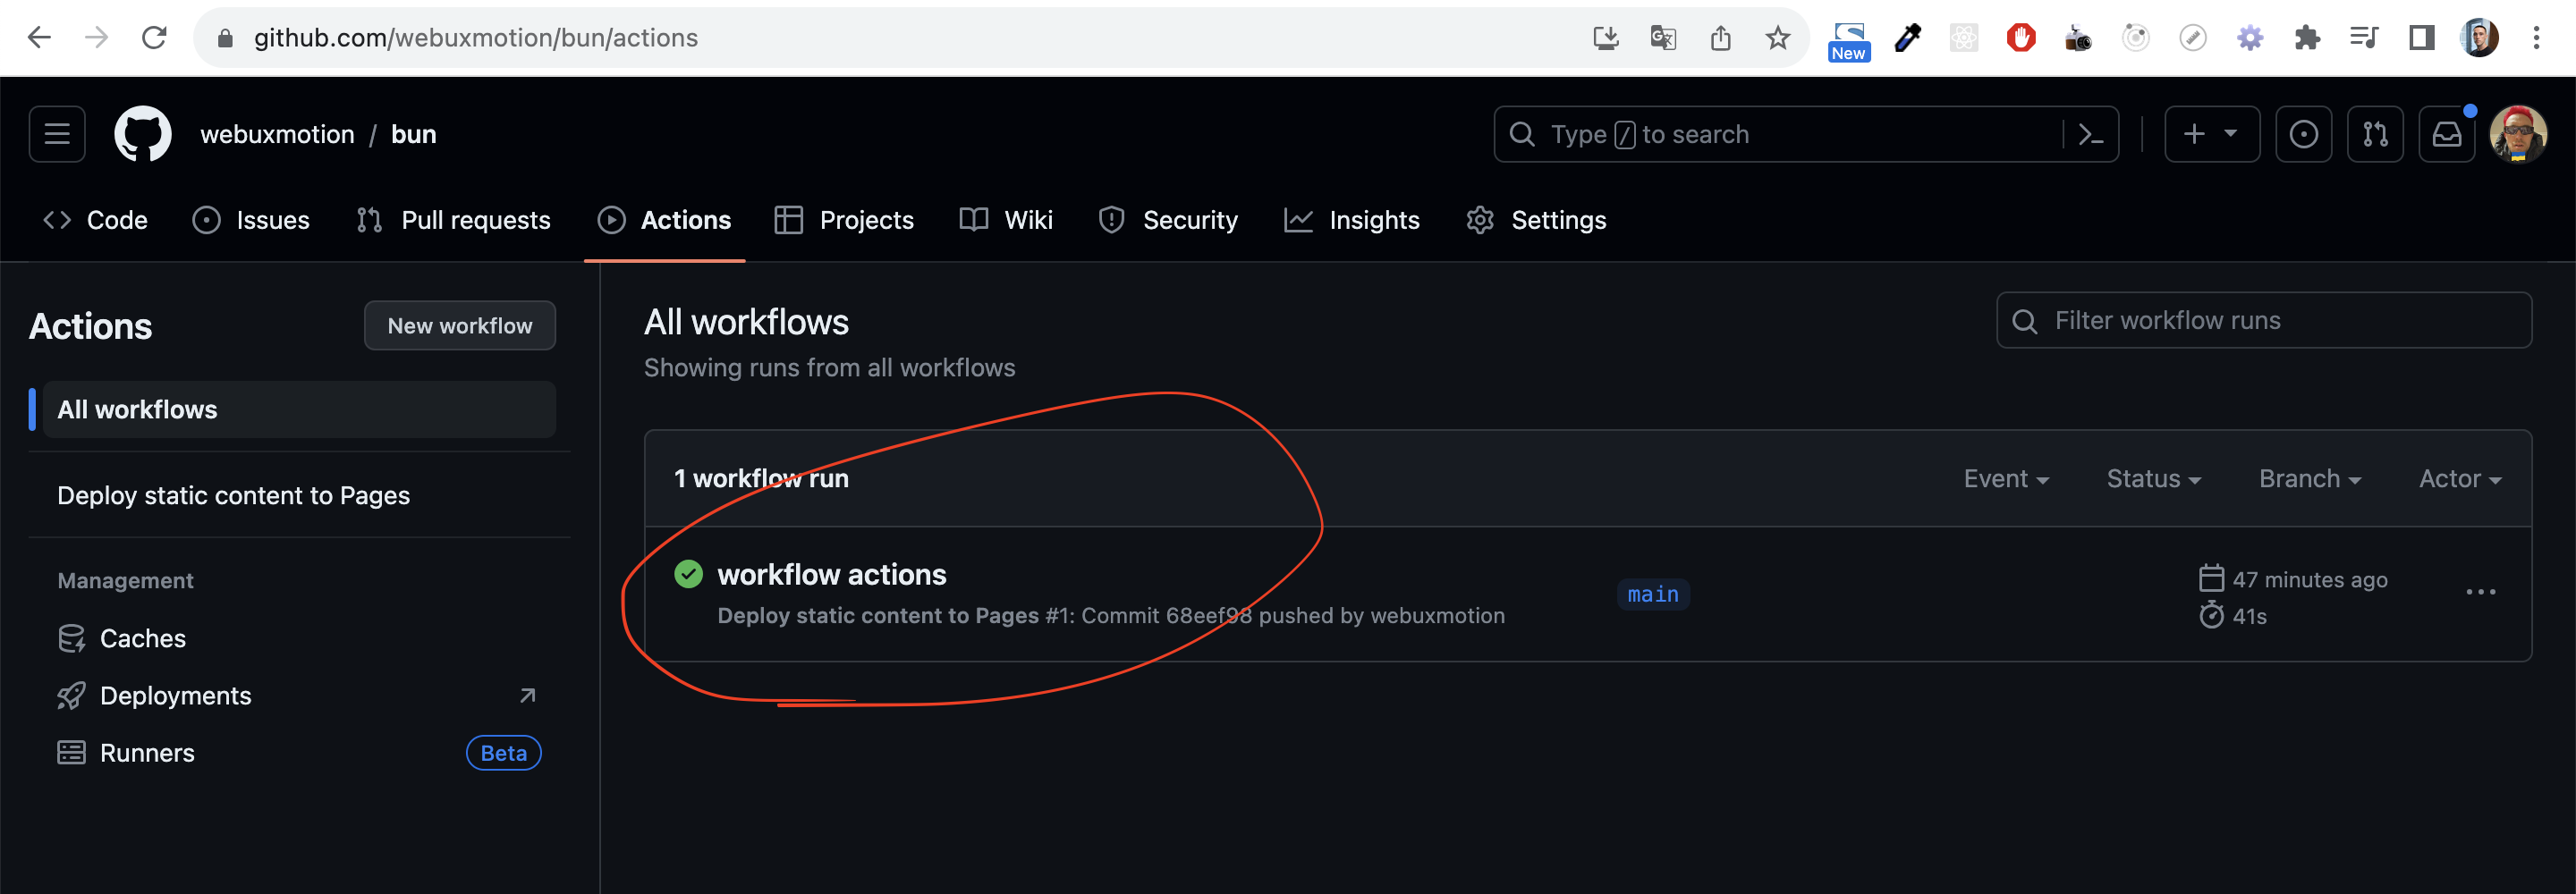 github.com/webuxmotion/bun/actions
New
webuxmotion / bun
Type / to search
Code Issues Pull requests Actions Projects Wiki Security Insights Settings
Actions
New workflow
All workflows
Deploy static content to Pages
Management
Caches
Deployments
Runners
Beta
All workflows
Showing runs from all workflows
Filter workflow runs
1 workflow run
Event Status Branch Actor
workflow actions
Deploy static content to Pages #1: Commit 68eef98 pushed by webuxmotion
main
47 minutes ago
41s